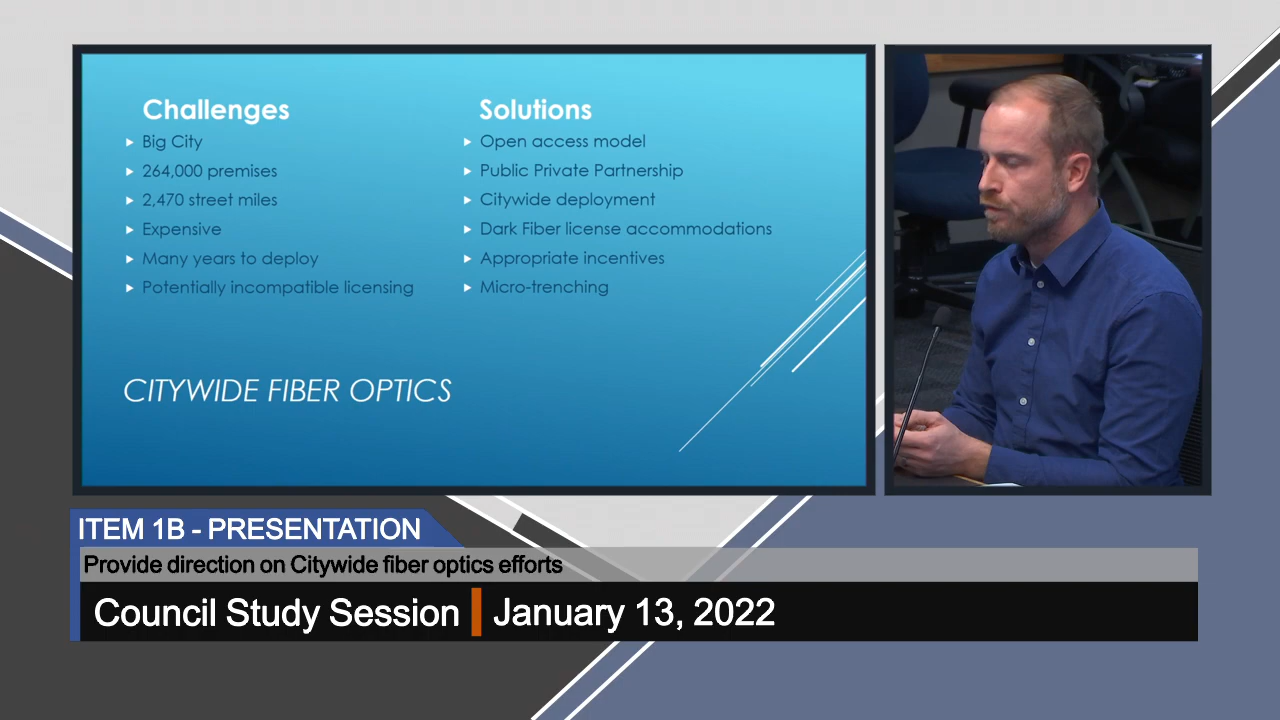 Challenges
Big City
264,000 premises
2,470 street miles
Expensive
Many years to deploy
Potentially incompatible licensing
Solutions
Open access model
Public Private Partnership
Citywide deployment
Dark Fiber license accommodations
Appropriate incentives
Micro-trenching
CITYWIDE FIBER OPTICS
ITEM 1B - PRESENTATION
Provide direction on Citywide fiber optics efforts
Council Study Session
January 13, 2022